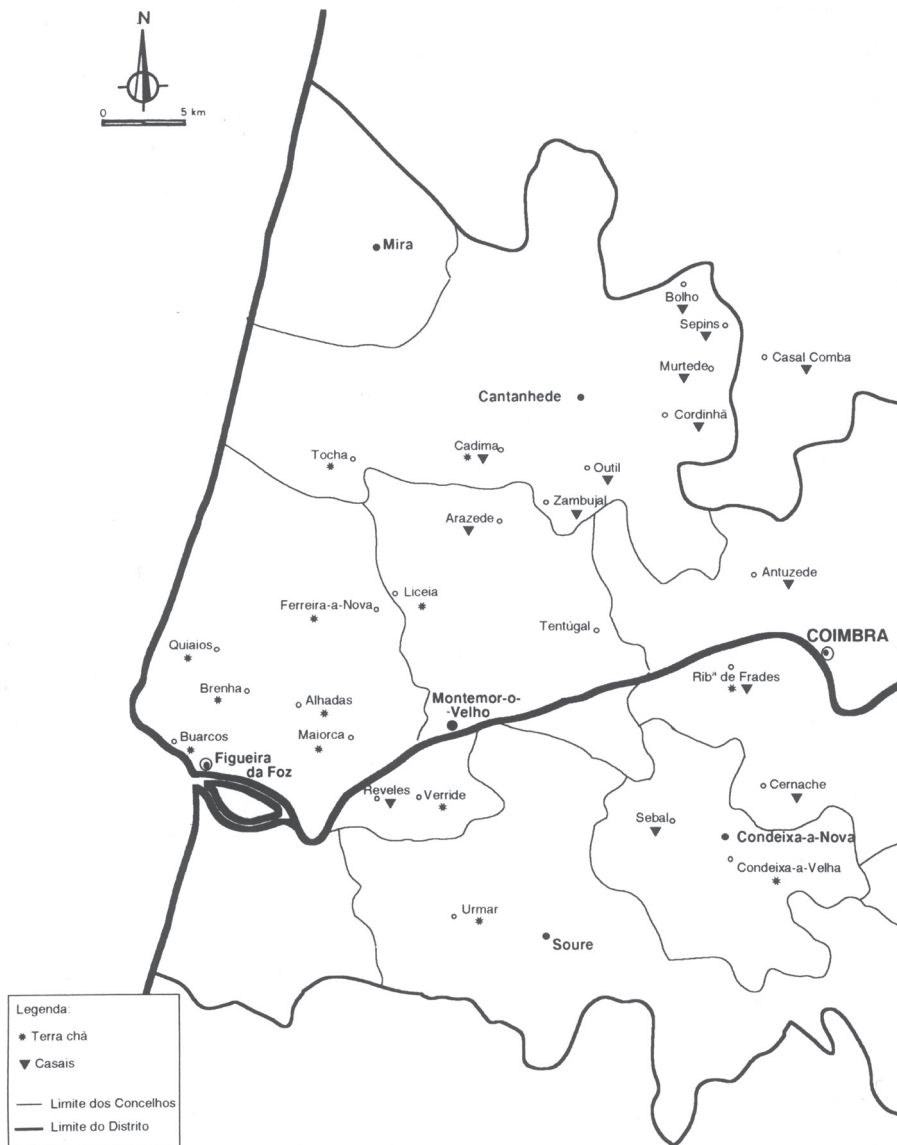 N
0 5 km
Mira
Bolho
Sepins
Casal Comba
Murtede
Cantanhede
Cordinhã
Tocha
Cadima
Outil
Zambujal
Arazede
Antuzede
Liceia
Ferreira-a-Nova
Tentúgal
COIMBRA
Quiaios
Ribª de Frades
Brenha
Alhadas
Montemor-o-
-Velho
Maiorca
Buarcos
Figueira
da Foz
Reveles
Verride
Cernache
Sebal
Condeixa-a-Nova
Condeixa-a-Velha
Urmar
Soure
Legenda:
Terra chã
Casais
Limite dos Concelhos
Limite do Distrito